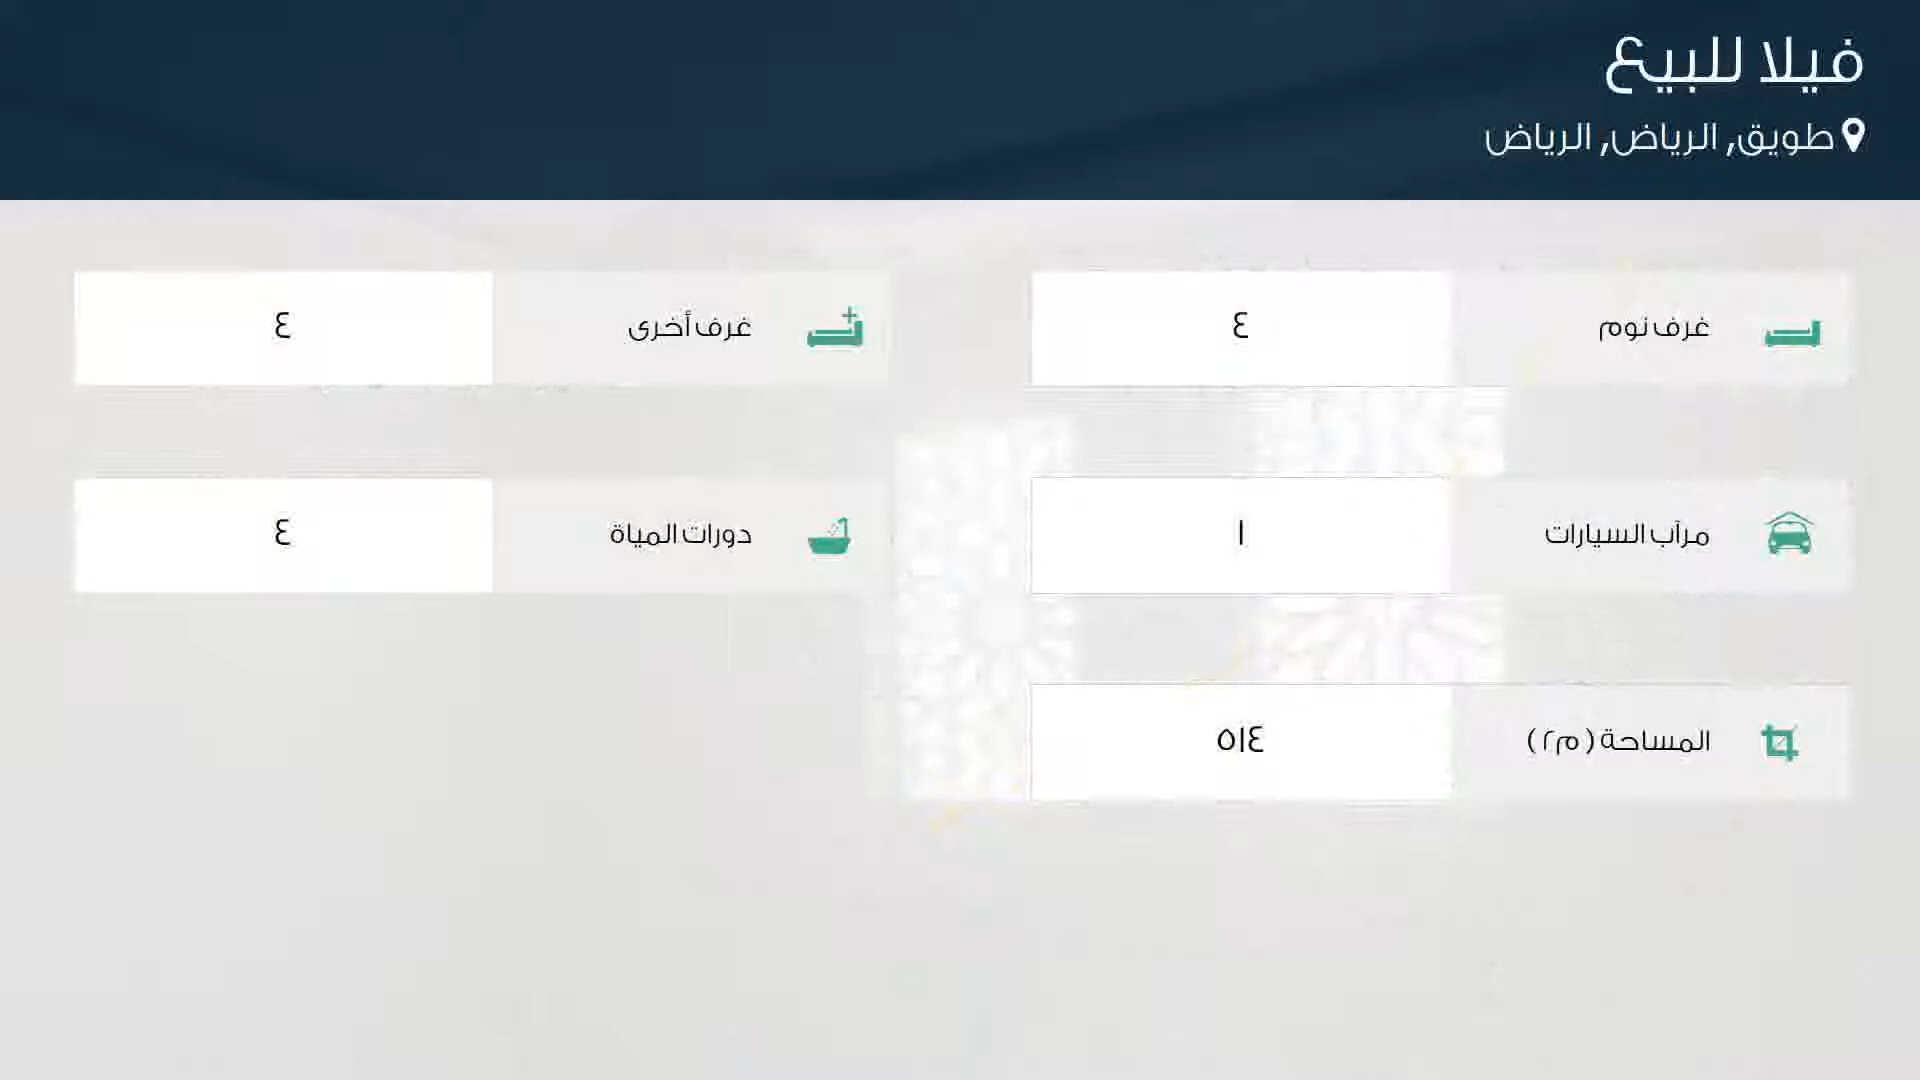 فيلا للبيع
طويق, الرياض, الرياض
غرف نوم
٤
غرف أخرى
٤
مرآب السيارات
١
دورات المياة
٤
المساحة (م٢)
٥١٤